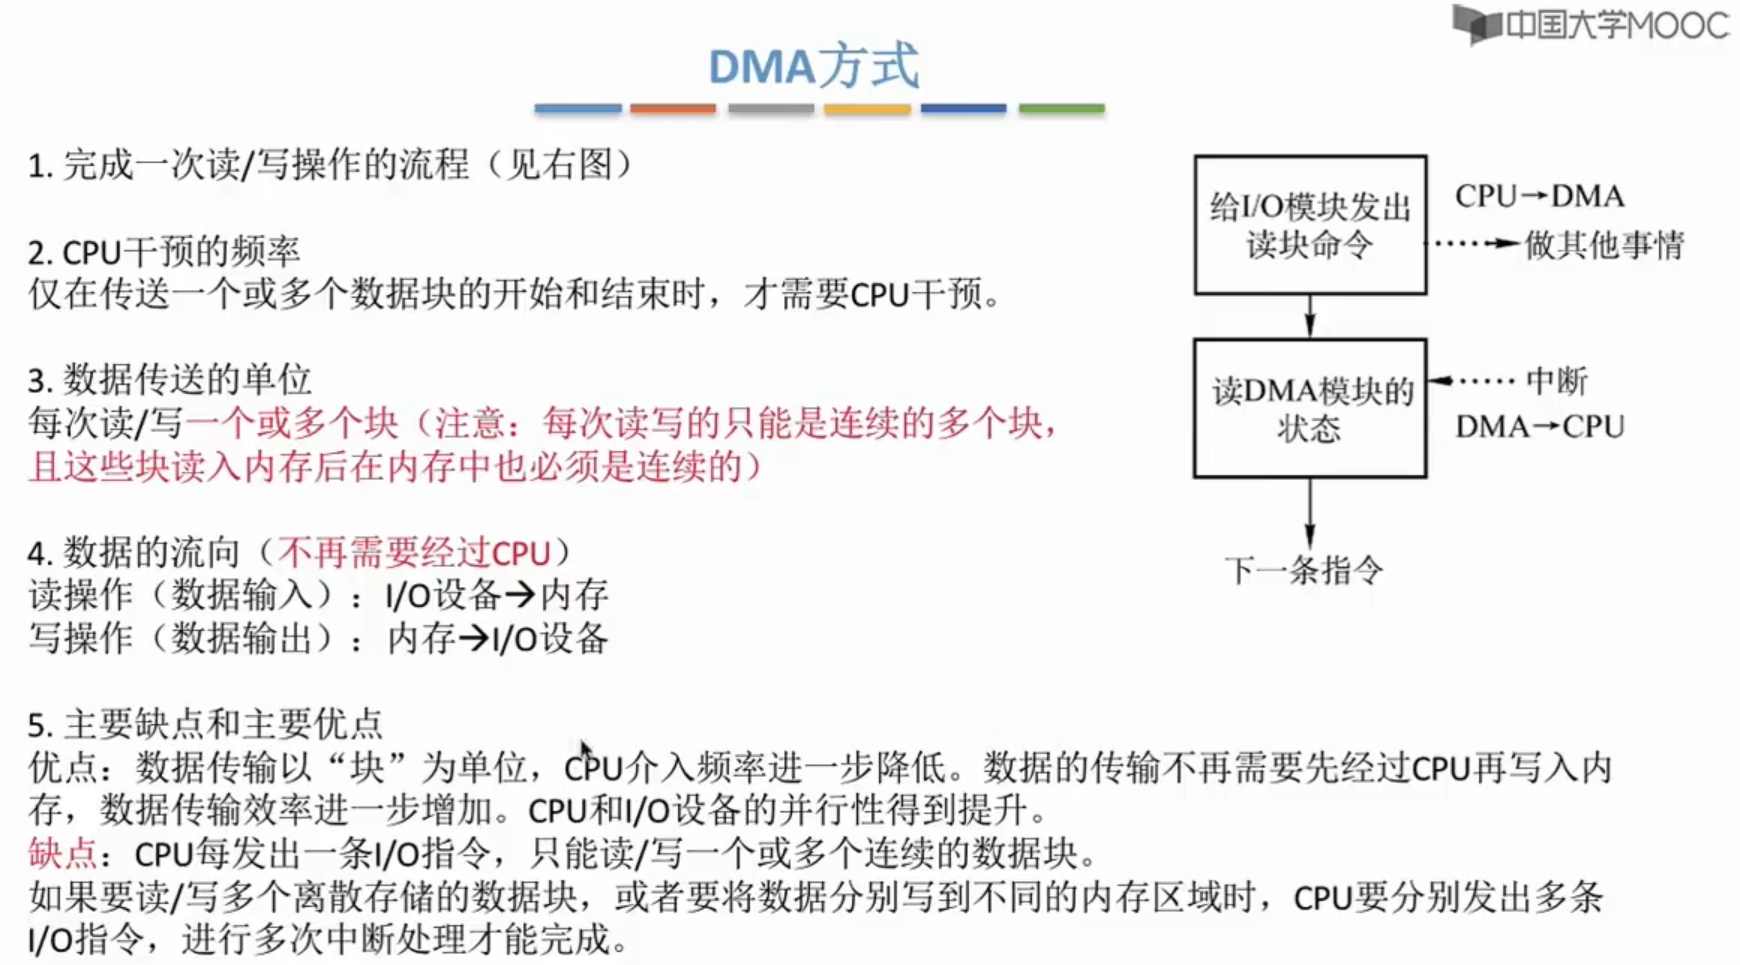 中国大学MOOC
DMA方式
1. 完成一次读/写操作的流程（见右图）
2. CPU干预的频率
仅在传送一个或多个数据块的开始和结束时，才需要CPU干预。
3. 数据传送的单位
每次读/写一个或多个块（注意：每次读写的只能是连续的多个块，
且这些块读入内存后在内存中也必须是连续的）
4. 数据的流向（不再需要经过CPU）
读操作（数据输入）：I/O设备→内存
写操作（数据输出）：内存→I/O设备
5. 主要缺点和主要优点
优点：数据传输以“块”为单位，CPU介入频率进一步降低。数据的传输不再需要先经过CPU再写入内
存，数据传输效率进一步增加。CPU和I/O设备的并行性得到提升。
缺点：CPU每发出一条I/O指令，只能读/写一个或多个连续的数据块。
如果要读/写多个离散存储的数据块，或者要将数据分别写到不同的内存区域时，CPU要分别发出多条
I/O指令，进行多次中断处理才能完成。
给I/O模块发出
读块命令
CPU→DMA
做其他事情
读DMA模块的
状态
中断
DMA→CPU
下一条指令